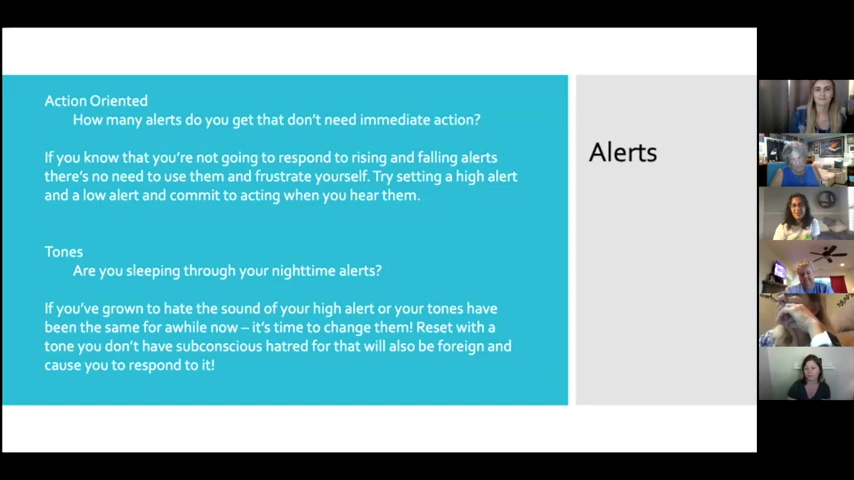 Action Oriented
How many alerts do you get that don't need immediate action?
If you know that you're not going to respond to rising and falling alerts
there's no need to use them and frustrate yourself. Try setting a high alert
and a low alert and commit to acting when you hear them.
Tones
Are you sleeping through your nighttime alerts?
If you've grown to hate the sound of your high alert or your tones have
been the same for awhile now – it's time to change them! Reset with a
tone you don't have subconscious hatred for that will also be foreign and
cause you to respond to it!
Alerts